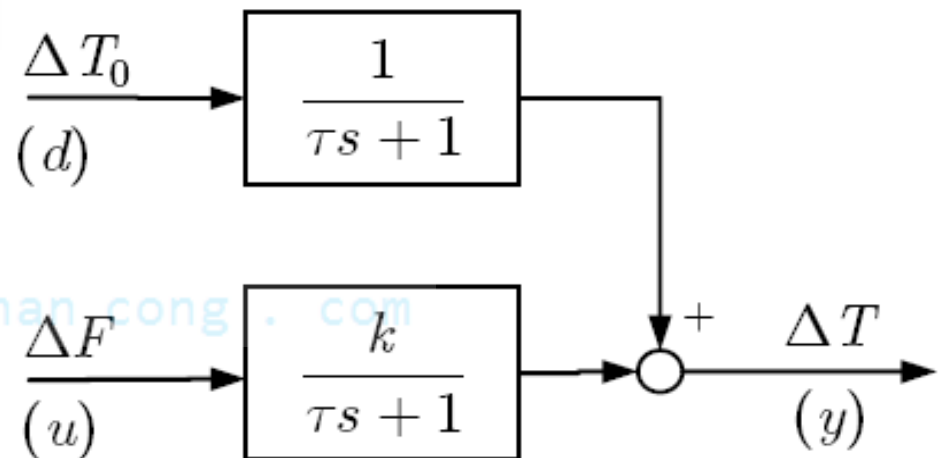 ΔT₀
(d)
1
τs + 1
+
ΔF
(u)
k
τs + 1
ΔT
(y)
han cong . com